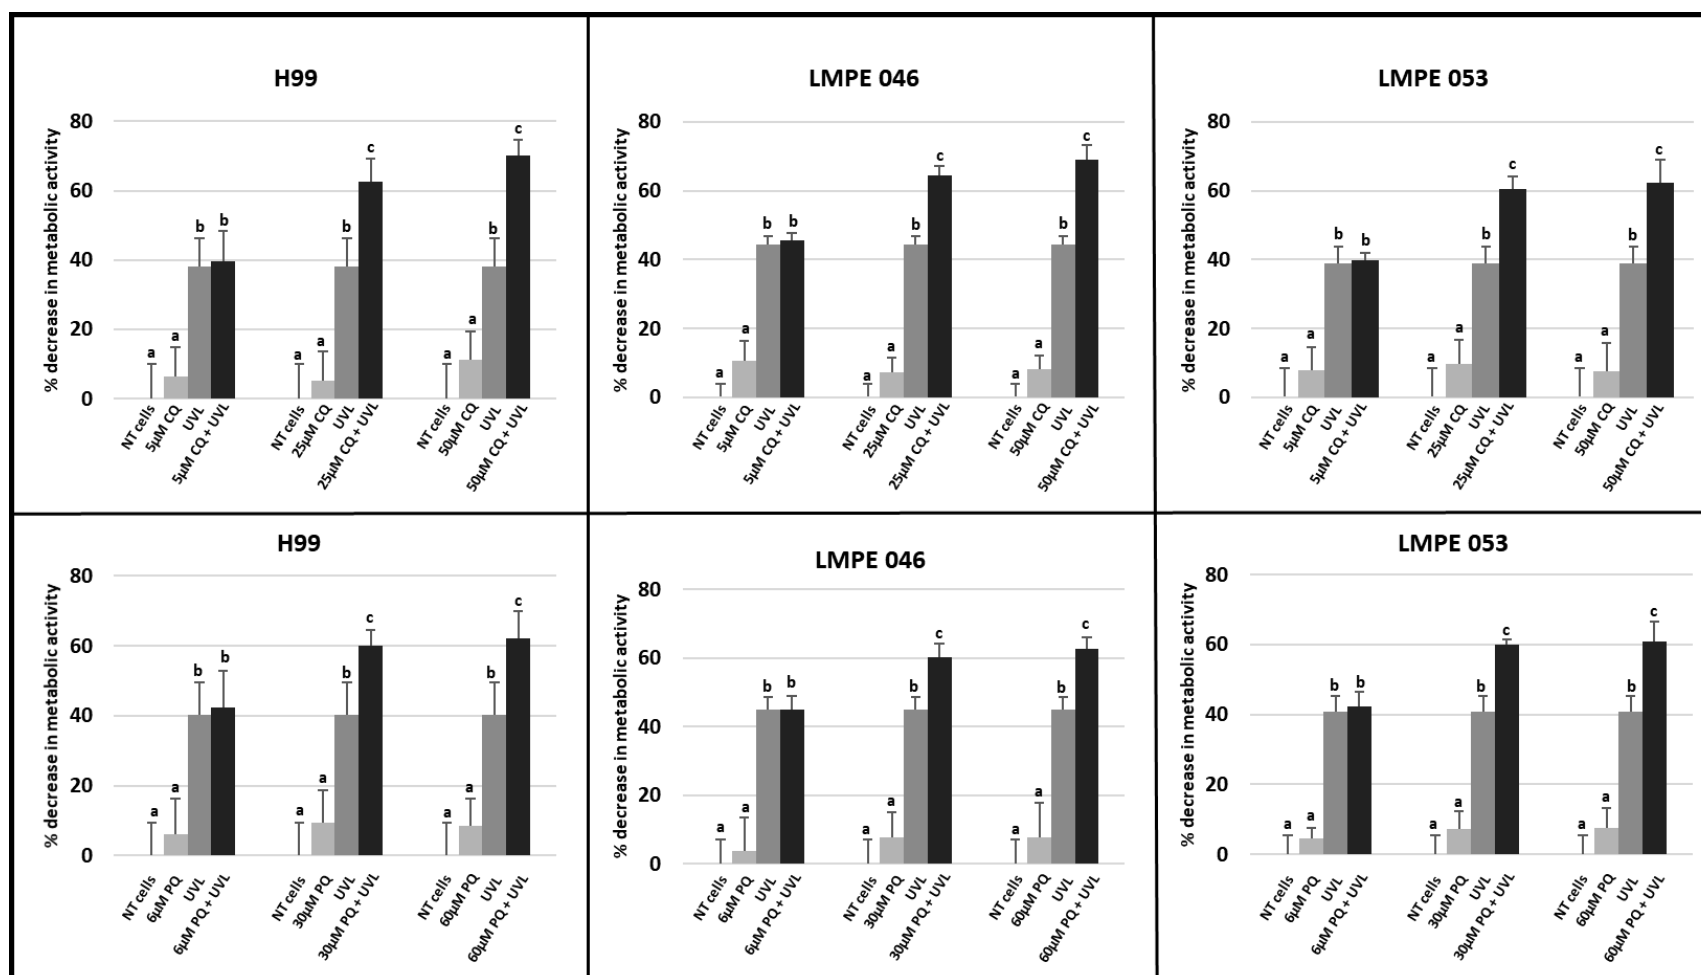 H99
% decrease in metabolic activity
80
60
40
20
0
a
a
b
b
a
a
b
c
a
a
b
c
NT cells
5µM CQ
UVL
5µM CQ + UVL
NT cells
25µM CQ
UVL
25µM CQ + UVL
NT cells
50µM CQ
UVL
50µM CQ + UVL
LMPE 046
% decrease in metabolic activity
80
60
40
20
0
a
a
b
b
a
a
b
c
a
a
b
c
NT cells
5µM CQ
UVL
5µM CQ + UVL
NT cells
25µM CQ
UVL
25µM CQ + UVL
NT cells
50µM CQ
UVL
50µM CQ + UVL
LMPE 053
% decrease in metabolic activity
80
60
40
20
0
a
a
b
b
a
a
b
c
a
a
b
c
NT cells
5µM CQ
UVL
5µM CQ + UVL
NT cells
25µM CQ
UVL
25µM CQ + UVL
NT cells
50µM CQ
UVL
50µM CQ + UVL
H99
% decrease in metabolic activity
80
60
40
20
0
a
a
b
b
a
a
b
c
a
a
b
c
NT cells
6µM PQ
UVL
6µM PQ + UVL
NT cells
30µM PQ
UVL
30µM PQ + UVL
NT cells
60µM PQ
UVL
60µM PQ + UVL
LMPE 046
% decrease in metabolic activity
80
60
40
20
0
a
a
b
b
a
a
b
c
a
a
b
c
NT cells
6µM PQ
UVL
6µM PQ + UVL
NT cells
30µM PQ
UVL
30µM PQ + UVL
NT cells
60µM PQ
UVL
60µM PQ + UVL
LMPE 053
% decrease in metabolic activity
80
60
40
20
0
a
a
b
b
a
a
b
c
a
a
b
c
NT cells
6µM PQ
UVL
6µM PQ + UVL
NT cells
30µM PQ
UVL
30µM PQ + UVL
NT cells
60µM PQ
UVL
60µM PQ + UVL